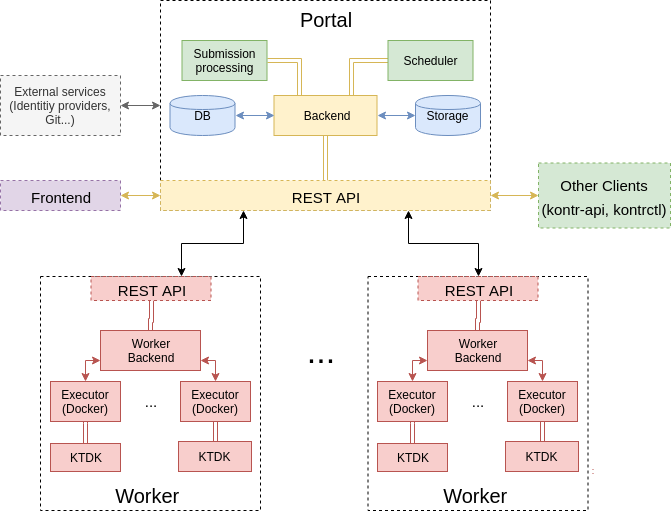 Portal
Submission
processing
Scheduler
External services
(Identitiy providers,
Git...)
DB
Backend
Storage
Frontend
REST API
Other Clients
(kontr-api, kontrctl)
REST API
Worker
Backend
Executor
(Docker)
...
Executor
(Docker)
KTDK
KTDK
Worker
...
REST API
Worker
Backend
Executor
(Docker)
...
Executor
(Docker)
KTDK
KTDK
Worker